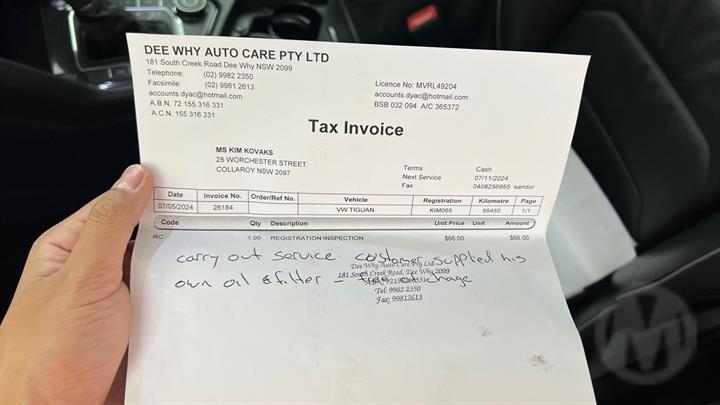 DEE WHY AUTO CARE PTY LTD
181 South Creek Road Dee Why NSW 2099
Telephone: (02) 9982 2350
Facsimile: (02) 9981 2613
accounts.dyac@hotmail.com
A.B.N. 72 155 316 331
A.C.N. 155 316 331
Licence No: MVRL49204
accounts.dyac@hotmail.com
BSB 032 094 A/C 365372
Tax Invoice
MS KIM KOVAKS
25 WORCHESTER STREET
COLLAROY NSW 2097
Terms Cash
Next Service 07/11/2024
Fax 0408256955 sandor
Date Invoice No. Order/Ref No. Vehicle Registration Kilometre Page
07/05/2024 26184 VW TIGUAN KIM065 95450 1/1
Code Qty Description Unit Price Unit Amount
RC 1.00 REGISTRATION INSPECTION $66.00 $66.00
carry out service. customer supplied his
own oil & filter - free of charge
Dee Why Auto Care Pty Ltd
181 South Creek Road, Dee Why 2099
Tel: 9982 2350
Fax: 99812613
M